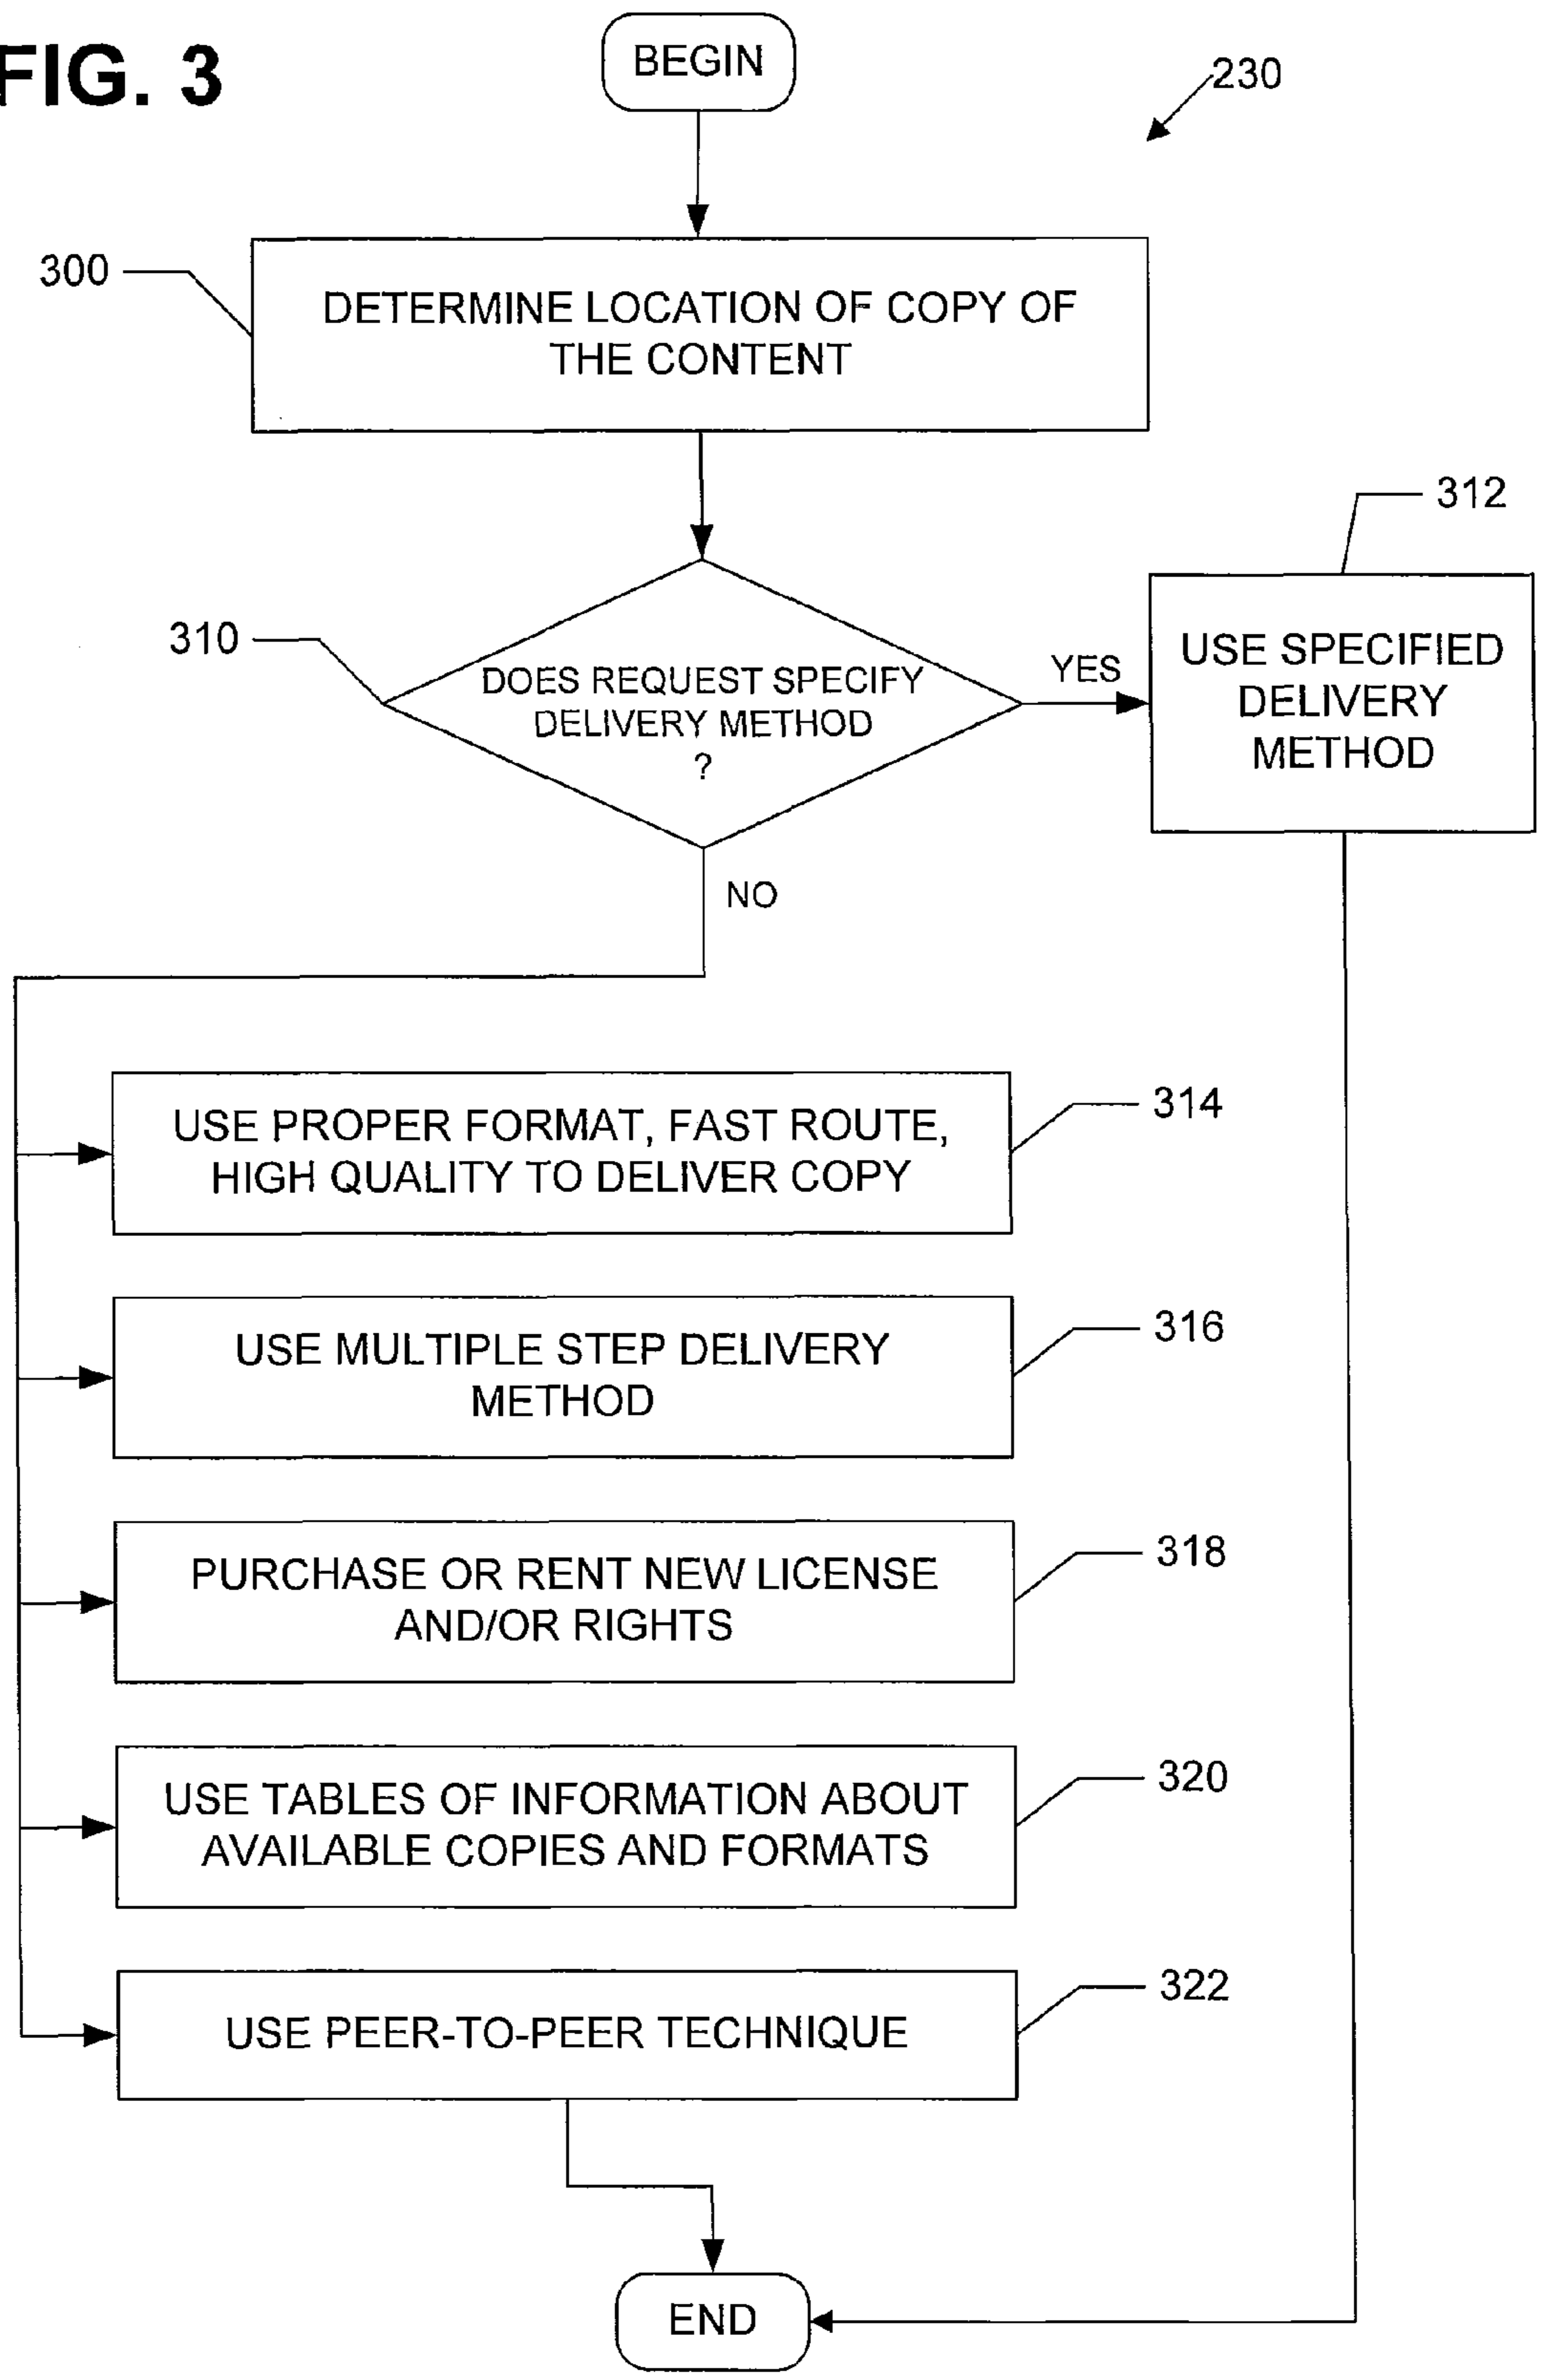 FIG. 3
BEGIN
230
300
DETERMINE LOCATION OF COPY OF
THE CONTENT
312
310
DOES REQUEST SPECIFY
DELIVERY METHOD
?
YES
USE SPECIFIED
DELIVERY
METHOD
NO
314
USE PROPER FORMAT, FAST ROUTE,
HIGH QUALITY TO DELIVER COPY
316
USE MULTIPLE STEP DELIVERY
METHOD
318
PURCHASE OR RENT NEW LICENSE
AND/OR RIGHTS
320
USE TABLES OF INFORMATION ABOUT
AVAILABLE COPIES AND FORMATS
322
USE PEER-TO-PEER TECHNIQUE
END